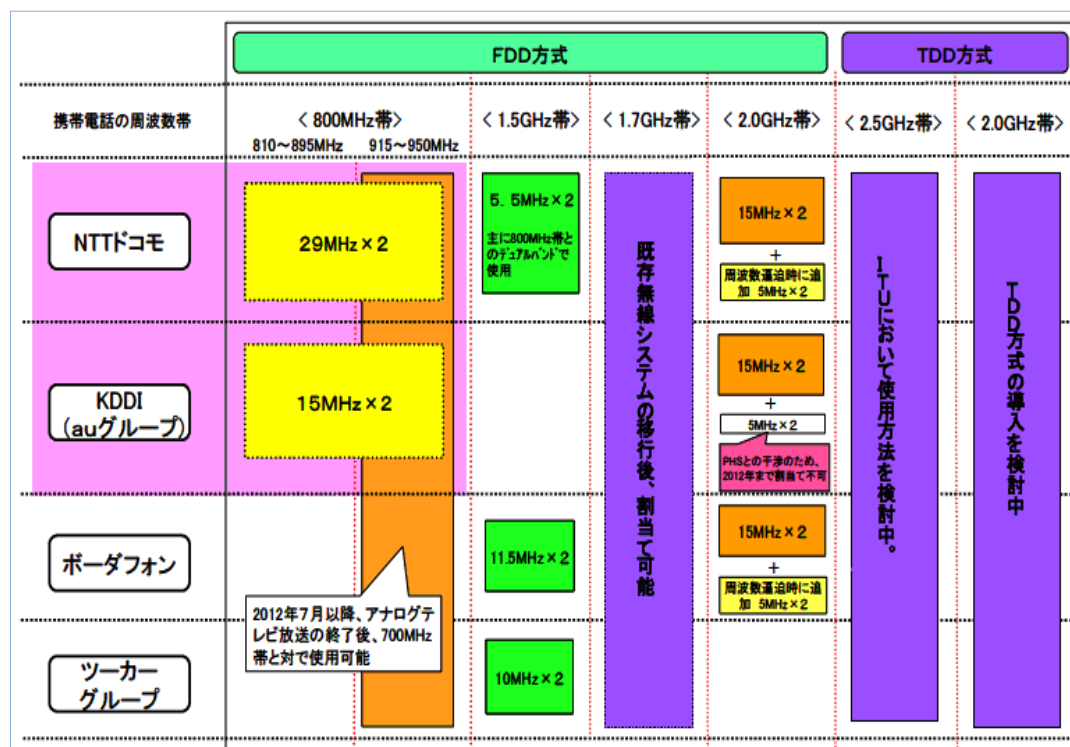 FDD方式
TDD方式
携帯電話の周波数帯
< 800MHz帯>
< 1.5GHz帯>
< 1.7GHz帯>
< 2.0GHz帯>
< 2.5GHz帯>
< 2.0GHz帯>
810～895MHz
915～950MHz
NTTドコモ
29MHz×2
5．5MHz×2
主に800MHz帯と
のデュアルバンドで
使用
15MHz×2
+
周波数逼迫時に追
加 5MHz×2
KDDI
(auグループ)
15MHz×2
15MHz×2
+
5MHz×2
PHSとの干渉のため、
2012年まで割当て不可
ボーダフォン
11.5MHz×2
15MHz×2
+
周波数逼迫時に追
加 5MHz×2
2012年7月以降、アナログテ
レビ放送の終了後、700MHz
帯と対で使用可能
ツーカー
グループ
10MHz×2
既存無線システムの移行後、割当て可能
ITUにおいて使用方法を検討中。
TDD方式の導入を検討中